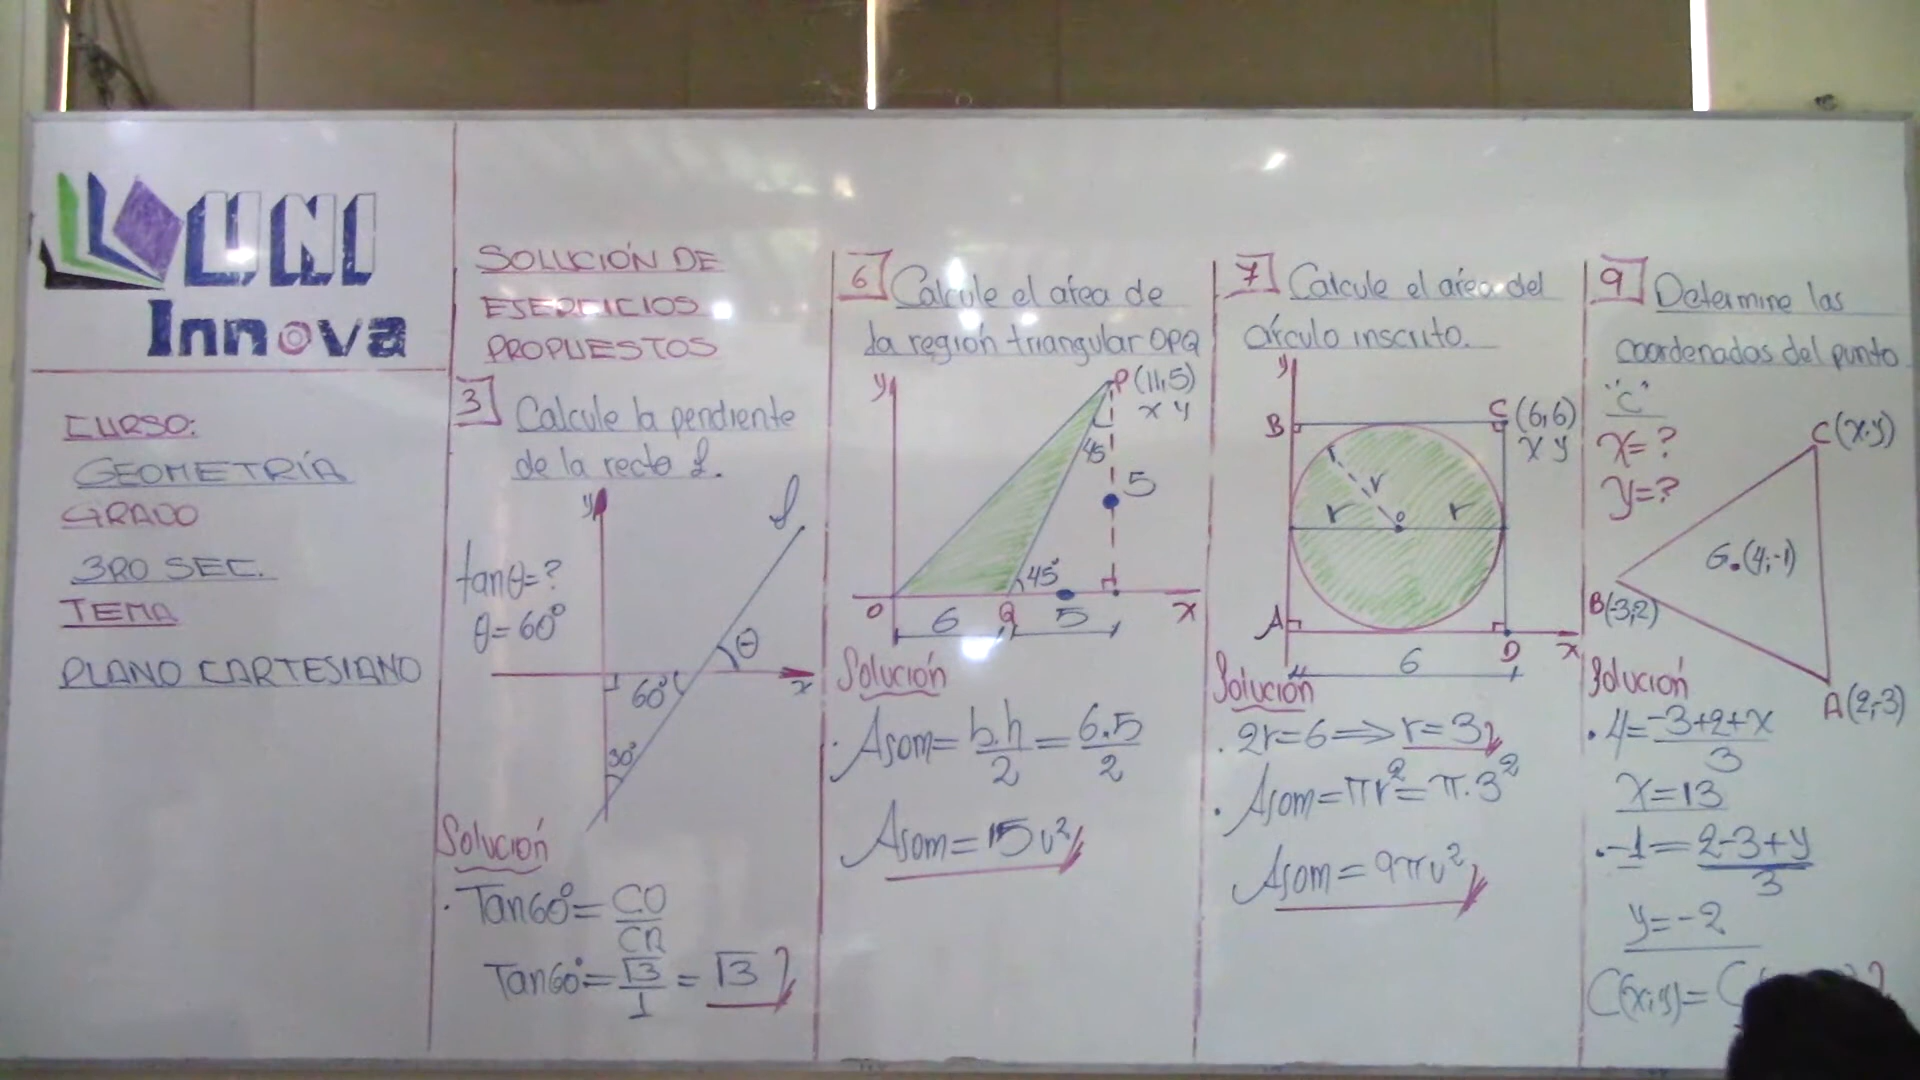 UNI
Innova
CURSO:
GEOMETRÍA
GRADO
3RO SEC.
TEMA
PLANO CARTESIANO
SOLUCIÓN DE
EJERCICIOS
PROPUESTOS
3] Calcule la pendiente
de la recta L.
y
L
tanθ=?
θ=60°
θ
x
60°
30°
Solución
· Tan60°= CO/CA
Tan60°= √3/1 = √3
6] Calcule el area de
la región triangular OPQ
y
P(11,5)
x y
45
5
45°
O
Q
x
6
5
Solución
· Asom= b.h/2 = 6.5/2
Asom= 15u²
7] Calcule el área del
círculo inscrito.
y
B
C(6,6)
x y
r
r
r
o
A
D
x
6
Solución
· 2r=6 ⇒ r=3
· Asom=πr²=π.3²
Asom=9πu²
9] Determine las
coordenadas del punto
"C"
x=?
y=?
C(x,y)
G.(4;-1)
B(-3;2)
A(2,-3)
Solución
· 4= -3+2+x/3
x=13
· -1= 2-3+y/3
y=-2
C(x;y)= C(